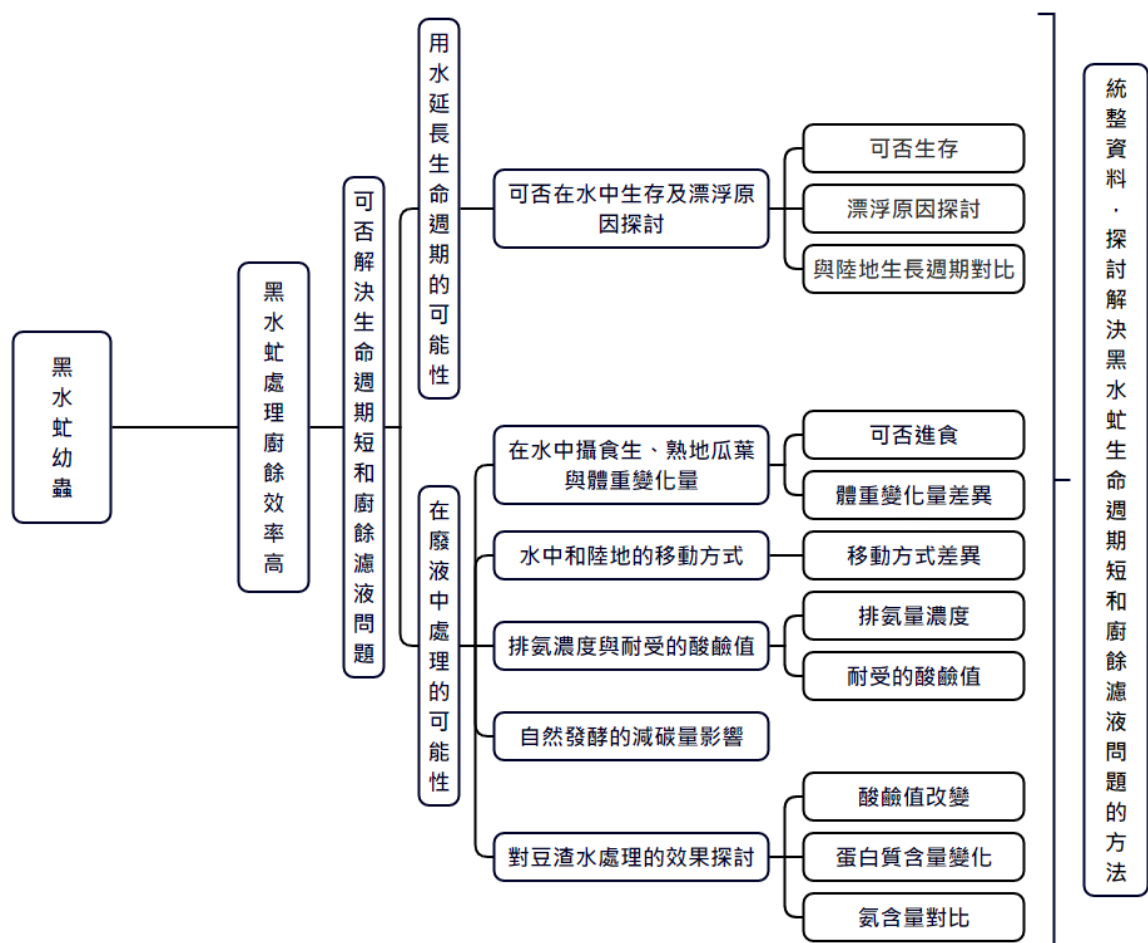 黑水虻幼蟲
黑水虻處理廚餘效率高
可否解決生命週期短和廚餘濾液問題
用水延長生命週期的可能性
可否在水中生存及漂浮原
因探討
可否生存
漂浮原因探討
與陸地生長週期對比
在廢液中處理的可能性
在水中攝食生、熟地瓜葉
與體重變化量
可否進食
體重變化量差異
水中和陸地的移動方式
移動方式差異
排氨濃度與耐受的酸鹼值
排氨量濃度
耐受的酸鹼值
自然發酵的減碳量影響
對豆渣水處理的效果探討
酸鹼值改變
蛋白質含量變化
氨含量對比
統整資料．探討解決黑水虻生命週期短和廚餘濾液問題的方法